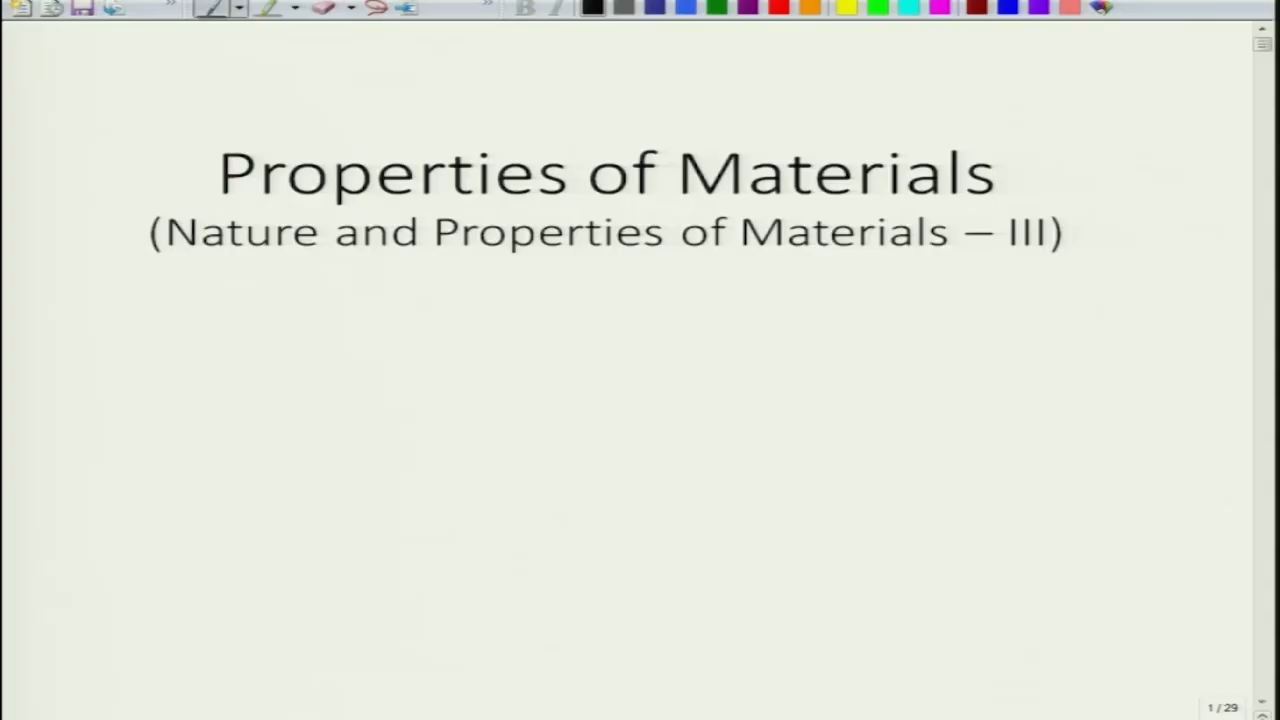 B I
Properties of Materials
(Nature and Properties of Materials – III)
1 / 29